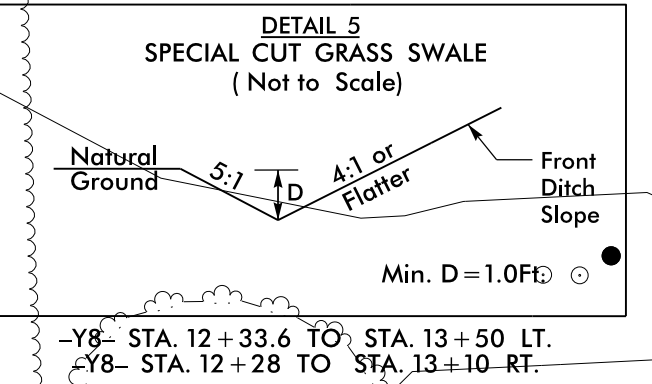 DETAIL 5
SPECIAL CUT GRASS SWALE
( Not to Scale)
Natural
Ground
5:1
D
4:1 or
Flatter
Front
Ditch
Slope
Min. D=1.0Ft.
-Y8- STA. 12+33.6 TO STA. 13+50 LT.
-Y8- STA. 12+28 TO STA. 13+10 RT.